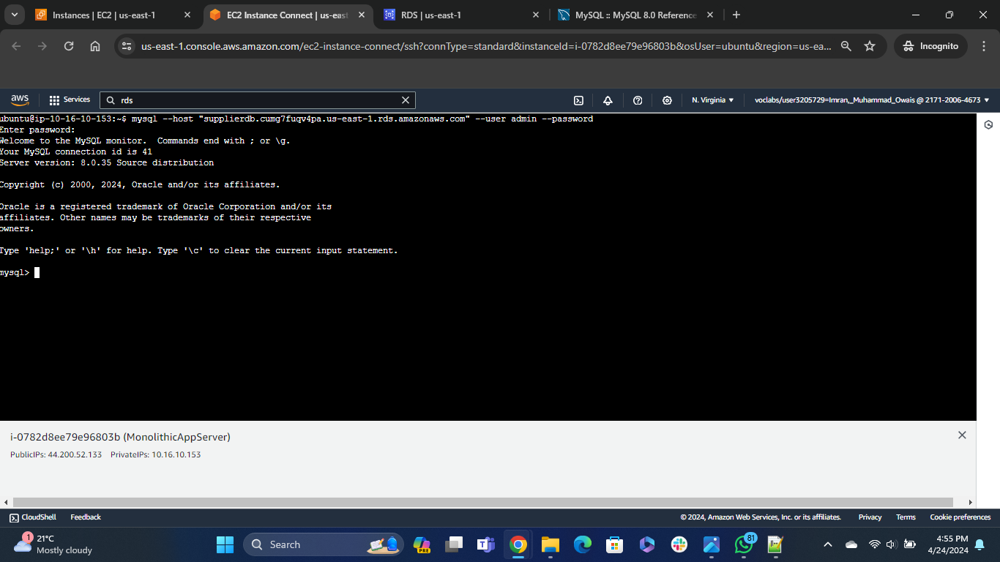 Instances | EC2 | us-east-1
EC2 Instance Connect | us-east
RDS | us-east-1
MySQL :: MySQL 8.0 Reference
us-east-1.console.aws.amazon.com/ec2-instance-connect/ssh?connType=standard&instanceId=i-0782d8ee79e96803b&osUser=ubuntu&region=us-ea...
Incognito
aws
Services
rds
N. Virginia
voclabs/user3205729=Imran,_Muhammad_Owais @ 2171-2006-4673
ubuntu@ip-10-16-10-153:~$ mysql --host "supplierdb.cumg7fuqv4pa.us-east-1.rds.amazonaws.com" --user admin --password
Enter password:
Welcome to the MySQL monitor.  Commands end with ; or \g.
Your MySQL connection id is 41
Server version: 8.0.35 Source distribution
Copyright (c) 2000, 2024, Oracle and/or its affiliates.
Oracle is a registered trademark of Oracle Corporation and/or its
affiliates. Other names may be trademarks of their respective
owners.
Type 'help;' or '\h' for help. Type '\c' to clear the current input statement.
mysql>
i-0782d8ee79e96803b (MonolithicAppServer)
PublicIPs: 44.200.52.133 PrivateIPs: 10.16.10.153
CloudShell
Feedback
© 2024, Amazon Web Services, Inc. or its affiliates.
Privacy
Terms
Cookie preferences
1
21°C
Mostly cloudy
Search
PRE
81
4:55 PM
4/24/2024